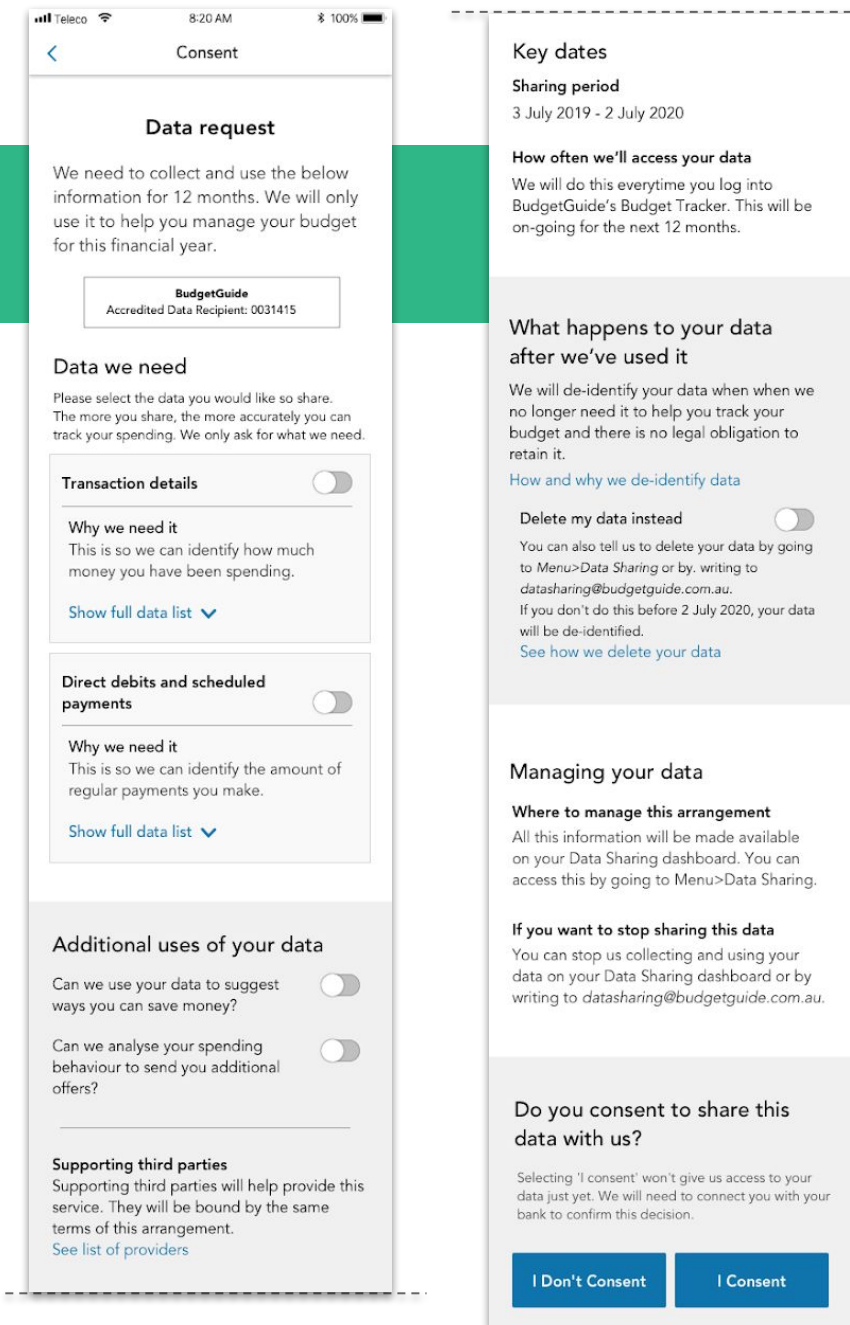 Teleco 8:20 AM 100%
Consent
Data request
We need to collect and use the below
information for 12 months. We will only
use it to help you manage your budget
for this financial year.
BudgetGuide
Accredited Data Recipient: 0031415
Data we need
Please select the data you would like so share.
The more you share, the more accurately you can
track your spending. We only ask for what we need.
Transaction details
Why we need it
This is so we can identify how much
money you have been spending.
Show full data list
Direct debits and scheduled
payments
Why we need it
This is so we can identify the amount of
regular payments you make.
Show full data list
Additional uses of your data
Can we use your data to suggest
ways you can save money?
Can we analyse your spending
behaviour to send you additional
offers?
Supporting third parties
Supporting third parties will help provide this
service. They will be bound by the same
terms of this arrangement.
See list of providers
Key dates
Sharing period
3 July 2019 - 2 July 2020
How often we'll access your data
We will do this everytime you log into
BudgetGuide's Budget Tracker. This will be
on-going for the next 12 months.
What happens to your data
after we've used it
We will de-identify your data when when we
no longer need it to help you track your
budget and there is no legal obligation to
retain it.
How and why we de-identify data
Delete my data instead
You can also tell us to delete your data by going
to Menu>Data Sharing or by. writing to
datasharing@budgetguide.com.au.
If you don't do this before 2 July 2020, your data
will be de-identified.
See how we delete your data
Managing your data
Where to manage this arrangement
All this information will be made available
on your Data Sharing dashboard. You can
access this by going to Menu>Data Sharing.
If you want to stop sharing this data
You can stop us collecting and using your
data on your Data Sharing dashboard or by
writing to datasharing@budgetguide.com.au.
Do you consent to share this
data with us?
Selecting 'I consent' won't give us access to your
data just yet. We will need to connect you with your
bank to confirm this decision.
I Don't Consent
I Consent